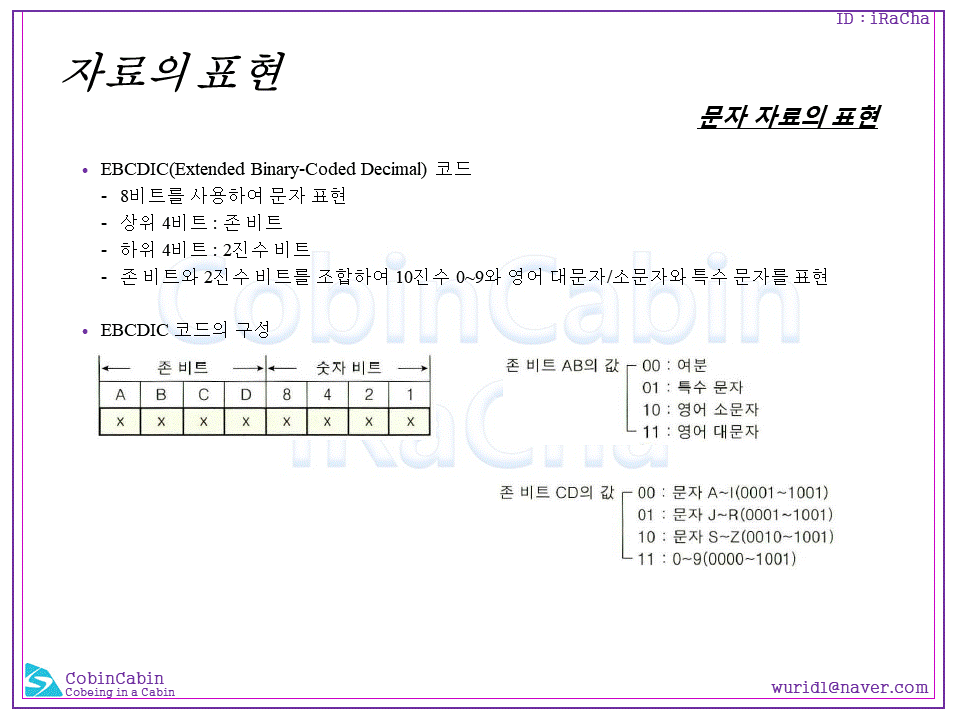 ID : iRaCha
자료의 표현
문자 자료의 표현
• EBCDIC(Extended Binary-Coded Decimal) 코드
- 8비트를 사용하여 문자 표현
- 상위 4비트 : 존 비트
- 하위 4비트 : 2진수 비트
- 존 비트와 2진수 비트를 조합하여 10진수 0~9와 영어 대문자/소문자와 특수 문자를 표현
• EBCDIC 코드의 구성
존 비트 숫자 비트
A B C D 8 4 2 1
x x x x x x x x
존 비트 AB의 값 00 : 여분
01 : 특수 문자
10 : 영어 소문자
11 : 영어 대문자
존 비트 CD의 값 00 : 문자 A~I(0001~1001)
01 : 문자 J~R(0001~1001)
10 : 문자 S~Z(0010~1001)
11 : 0~9(0000~1001)
CobinCabin
iRaCha
CobinCabin
Cobeing in a Cabin
wurid1@naver.com